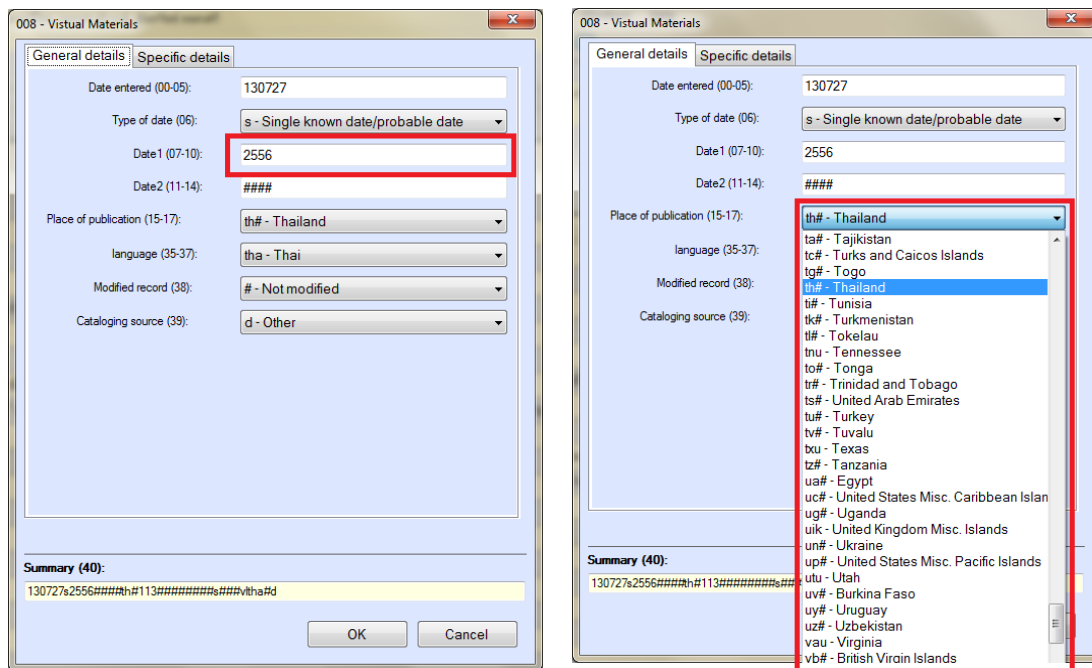 008 - Vistual Materials
General details Specific details
Date entered (00-05): 130727
Type of date (06): s - Single known date/probable date
Date1 (07-10): 2556
Date2 (11-14): ####
Place of publication (15-17): th# - Thailand
language (35-37): tha - Thai
Modified record (38): # - Not modified
Cataloging source (39): d - Other
Summary (40):
130727s2556####th#113########s###vltha#d
OK Cancel
008 - Vistual Materials
General details Specific details
Date entered (00-05): 130727
Type of date (06): s - Single known date/probable date
Date1 (07-10): 2556
Date2 (11-14): ####
Place of publication (15-17): th# - Thailand
language (35-37):
Modified record (38):
Cataloging source (39):
ta# - Tajikistan
tc# - Turks and Caicos Islands
tg# - Togo
th# - Thailand
ti# - Tunisia
tk# - Turkmenistan
tl# - Tokelau
tnu - Tennessee
to# - Tonga
tr# - Trinidad and Tobago
ts# - United Arab Emirates
tu# - Turkey
tv# - Tuvalu
txu - Texas
tz# - Tanzania
ua# - Egypt
uc# - United States Misc. Caribbean Islan
ug# - Uganda
uik - United Kingdom Misc. Islands
un# - Ukraine
up# - United States Misc. Pacific Islands
utu - Utah
uv# - Burkina Faso
uy# - Uruguay
uz# - Uzbekistan
vau - Virginia
vb# - British Virgin Islands
Summary (40):
130727s2556####th#113########s###